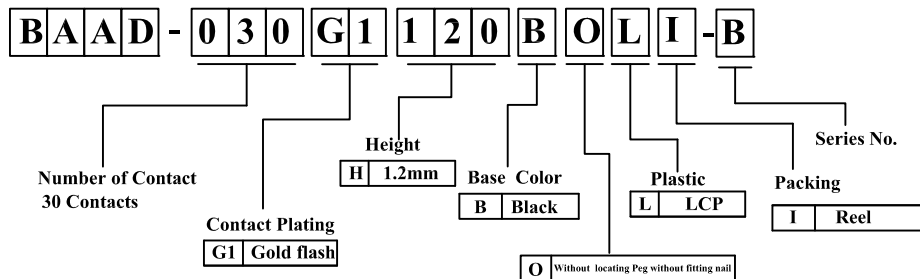 BAAD-030G1120BOLI-B
Series No.
Height
H 1.2mm
Number of Contact
30 Contacts
Base Color
B Black
Plastic
L LCP
Packing
I Reel
Contact Plating
G1 Gold flash
O Without locating Peg without fitting nail